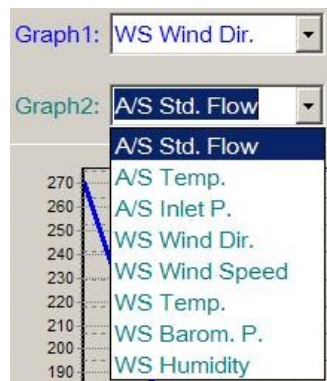 Graph1: WS Wind Dir.
Graph2: A/S Std. Flow
A/S Std. Flow
A/S Temp.
A/S Inlet P.
WS Wind Dir.
WS Wind Speed
WS Temp.
WS Barom. P.
WS Humidity
270
260
250
240
230
220
210
200
190